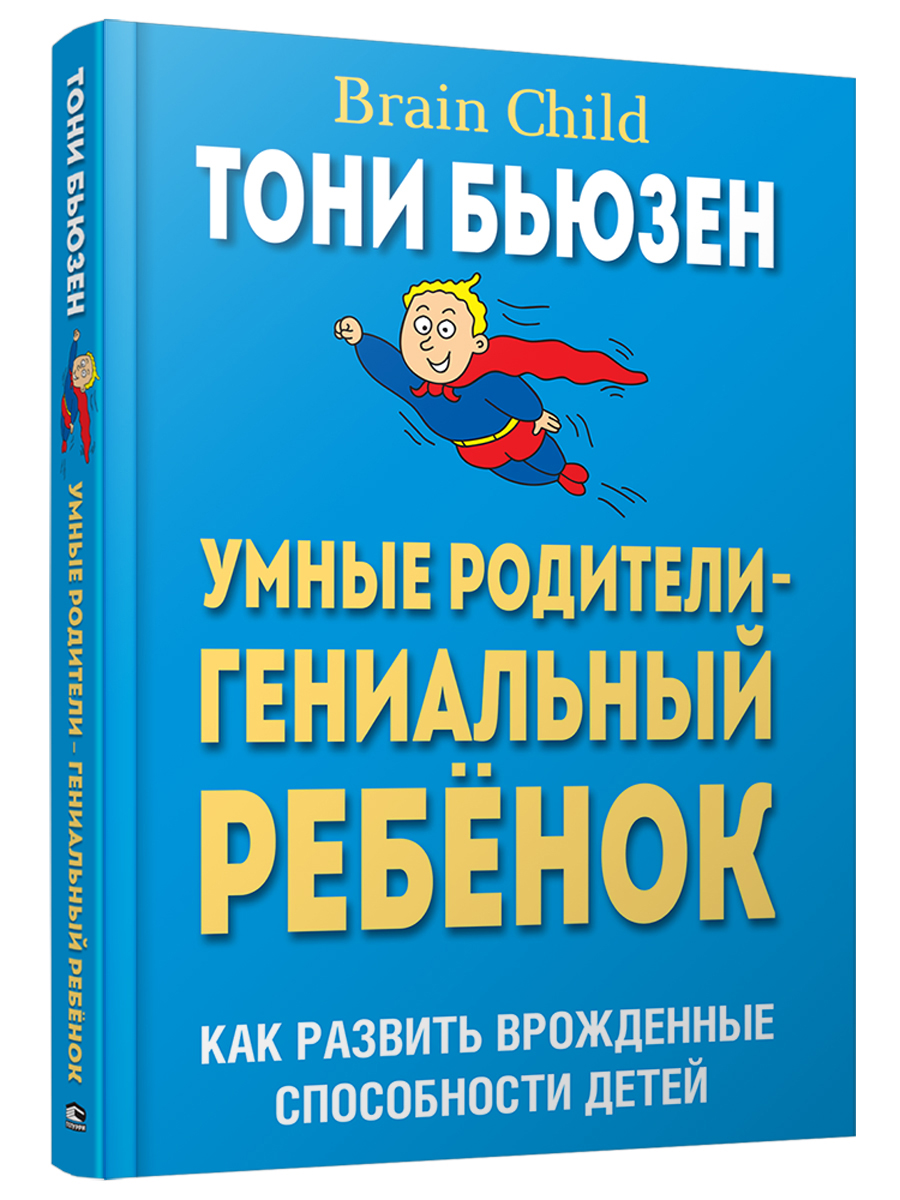 Brain Child
ТОНИ БЬЮЗЕН
УМНЫЕ РОДИТЕЛИ-
ГЕНИАЛЬНЫЙ
РЕБЁНОК
КАК РАЗВИТЬ ВРОЖДЕННЫЕ
СПОСОБНОСТИ ДЕТЕЙ
ТОНИ БЬЮЗЕН
УМНЫЕ РОДИТЕЛИ – ГЕНИАЛЬНЫЙ РЕБЁНОК
ПОПУРРИ